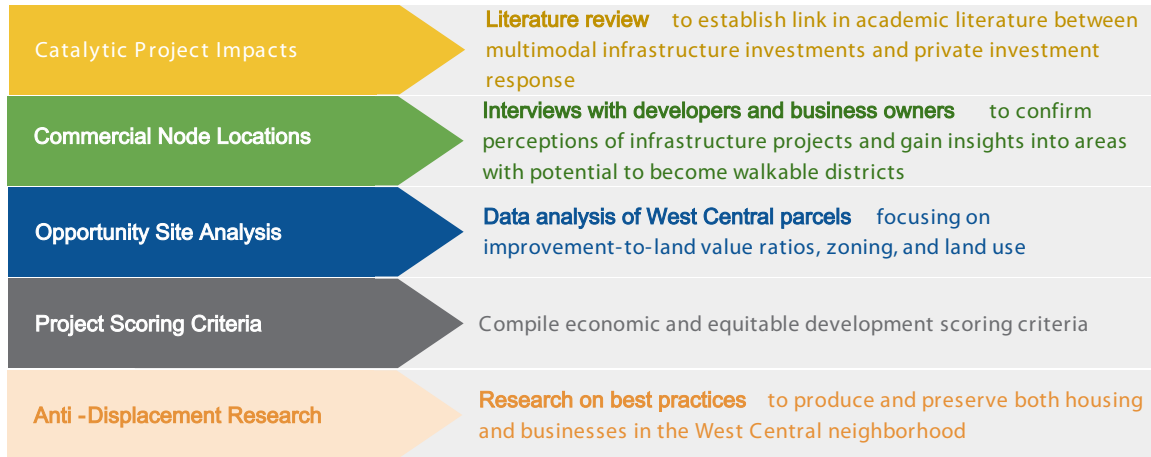 Catalytic Project Impacts
Literature review to establish link in academic literature between
multimodal infrastructure investments and private investment
response
Commercial Node Locations
Interviews with developers and business owners to confirm
perceptions of infrastructure projects and gain insights into areas
with potential to become walkable districts
Opportunity Site Analysis
Data analysis of West Central parcels focusing on
improvement-to-land value ratios, zoning, and land use
Project Scoring Criteria
Compile economic and equitable development scoring criteria
Anti -Displacement Research
Research on best practices to produce and preserve both housing
and businesses in the West Central neighborhood